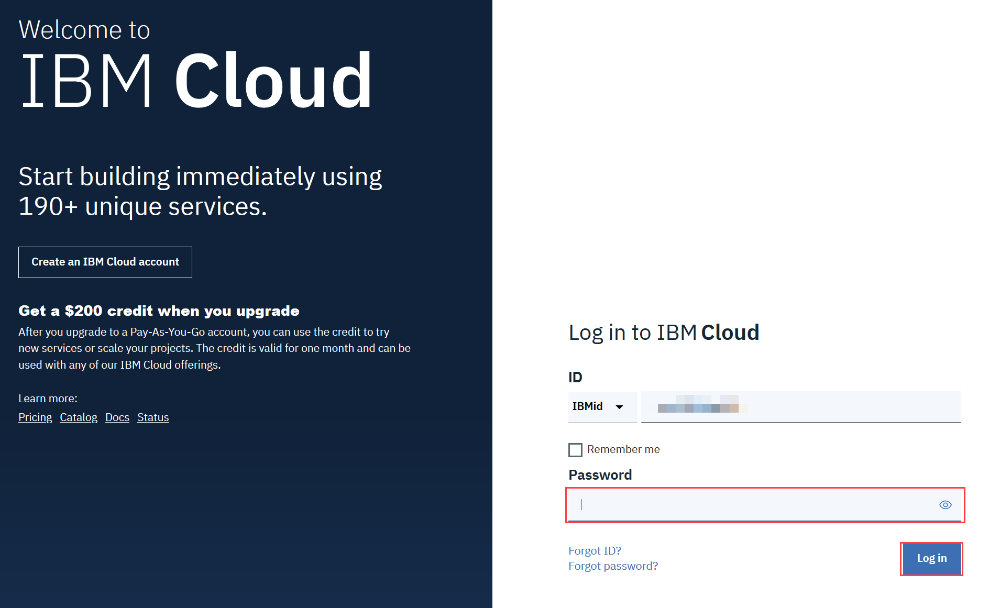 Welcome to
IBM Cloud
Start building immediately using
190+ unique services.
Create an IBM Cloud account
Get a $200 credit when you upgrade
After you upgrade to a Pay-As-You-Go account, you can use the credit to try
new services or scale your projects. The credit is valid for one month and can be
used with any of our IBM Cloud offerings.
Learn more:
Pricing Catalog Docs Status
Log in to IBM Cloud
ID
IBMid
Remember me
Password
Forgot ID?
Forgot password?
Log in